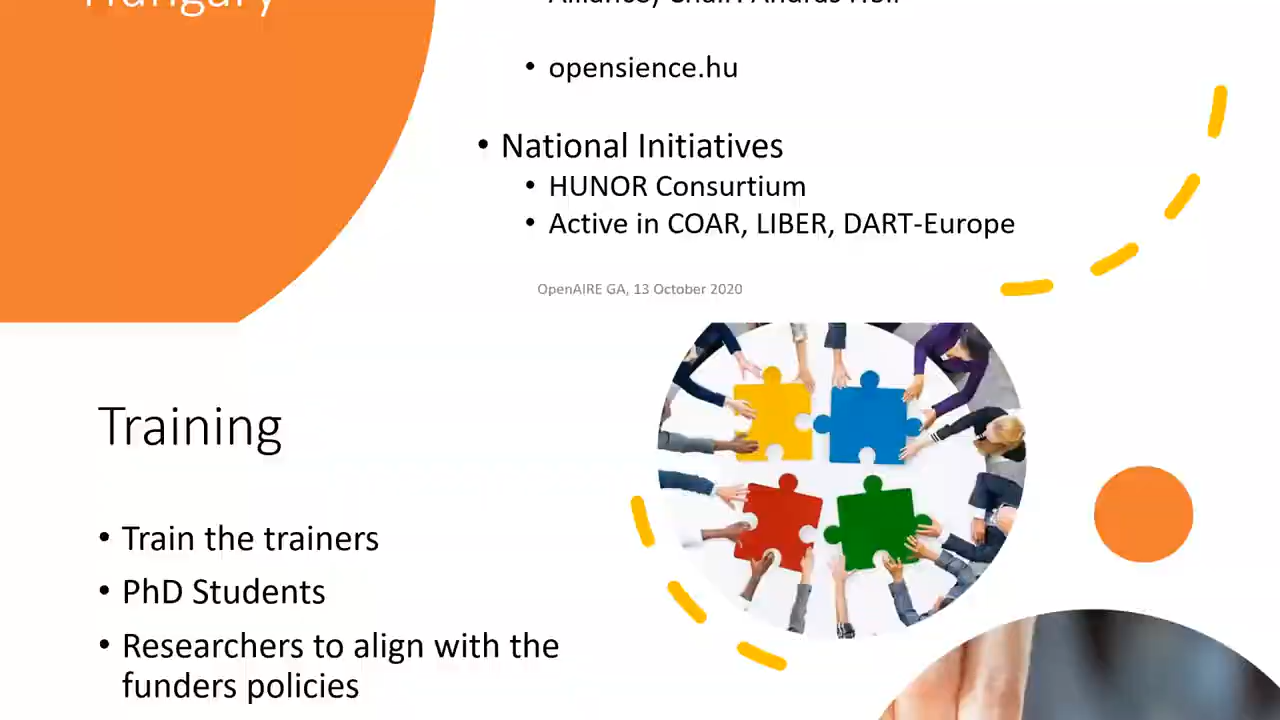 Hungary
• opensience.hu
• National Initiatives
• HUNOR Consurtium
• Active in COAR, LIBER, DART-Europe
OpenAIRE GA, 13 October 2020
Training
• Train the trainers
• PhD Students
• Researchers to align with the
funders policies